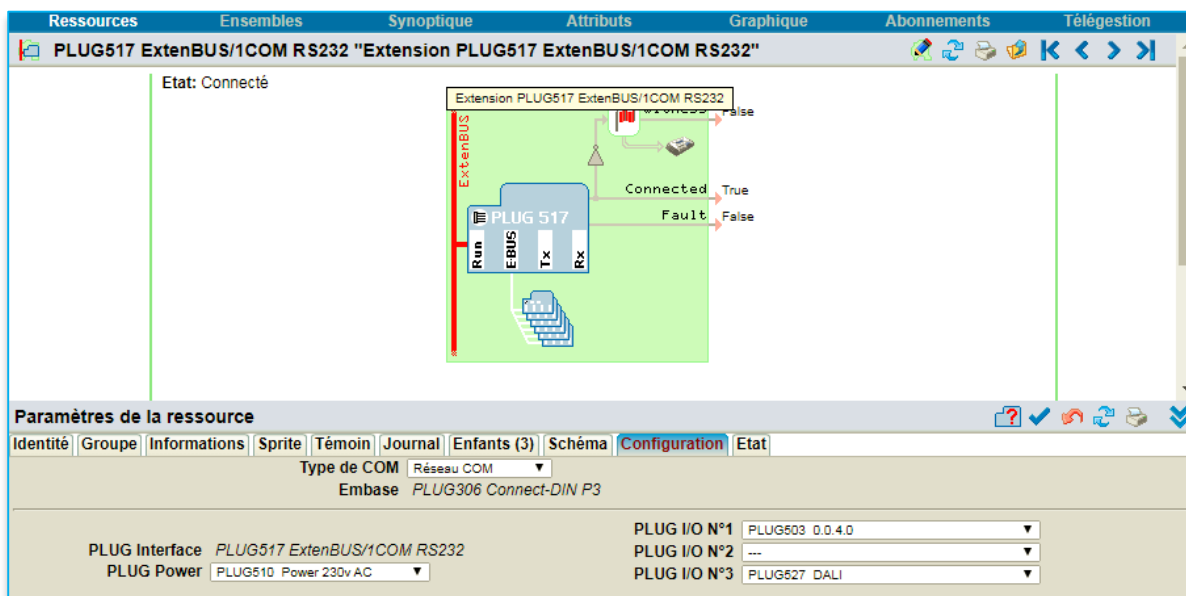 Ressources Ensembles Synoptique Attributs Graphique Abonnements Télégestion
PLUG517 ExtenBUS/1COM RS232 "Extension PLUG517 ExtenBUS/1COM RS232"
Etat: Connecté
Extension PLUG517 ExtenBUS/1COM RS232
False
ExtenBUS
Connected True
PLUG 517
Fault False
Run E-BUS Tx Rx
Paramètres de la ressource
Identité Groupe Informations Sprite Témoin Journal Enfants (3) Schéma Configuration Etat
Type de COM Réseau COM
Embase PLUG306 Connect-DIN P3
PLUG I/O N°1 PLUG503 0.0.4.0
PLUG Interface PLUG517 ExtenBUS/1COM RS232
PLUG I/O N°2 ---
PLUG Power PLUG510 Power 230v AC
PLUG I/O N°3 PLUG527 DALI